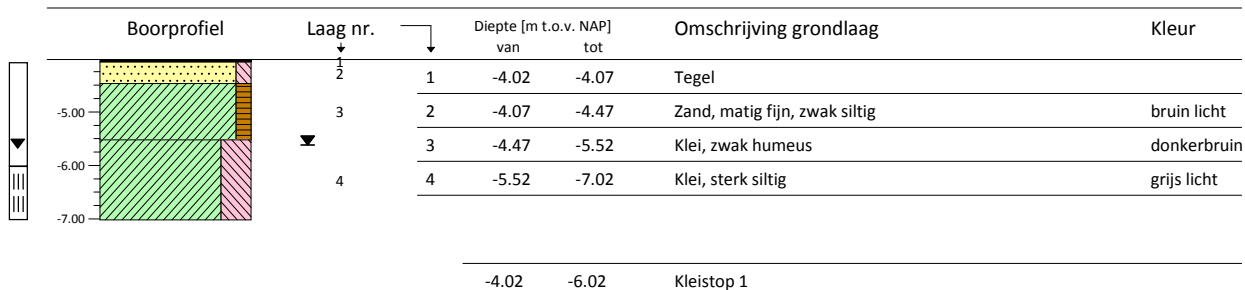 Boorprofiel Laag nr. Diepte [m t.o.v. NAP] Omschrijving grondlaag Kleur
van tot
1
2 1 -4.02 -4.07 Tegel
-5.00 3 2 -4.07 -4.47 Zand, matig fijn, zwak siltig bruin licht
3 -4.47 -5.52 Klei, zwak humeus donkerbruin
-6.00
4 4 -5.52 -7.02 Klei, sterk siltig grijs licht
-7.00
-4.02 -6.02 Kleistop 1